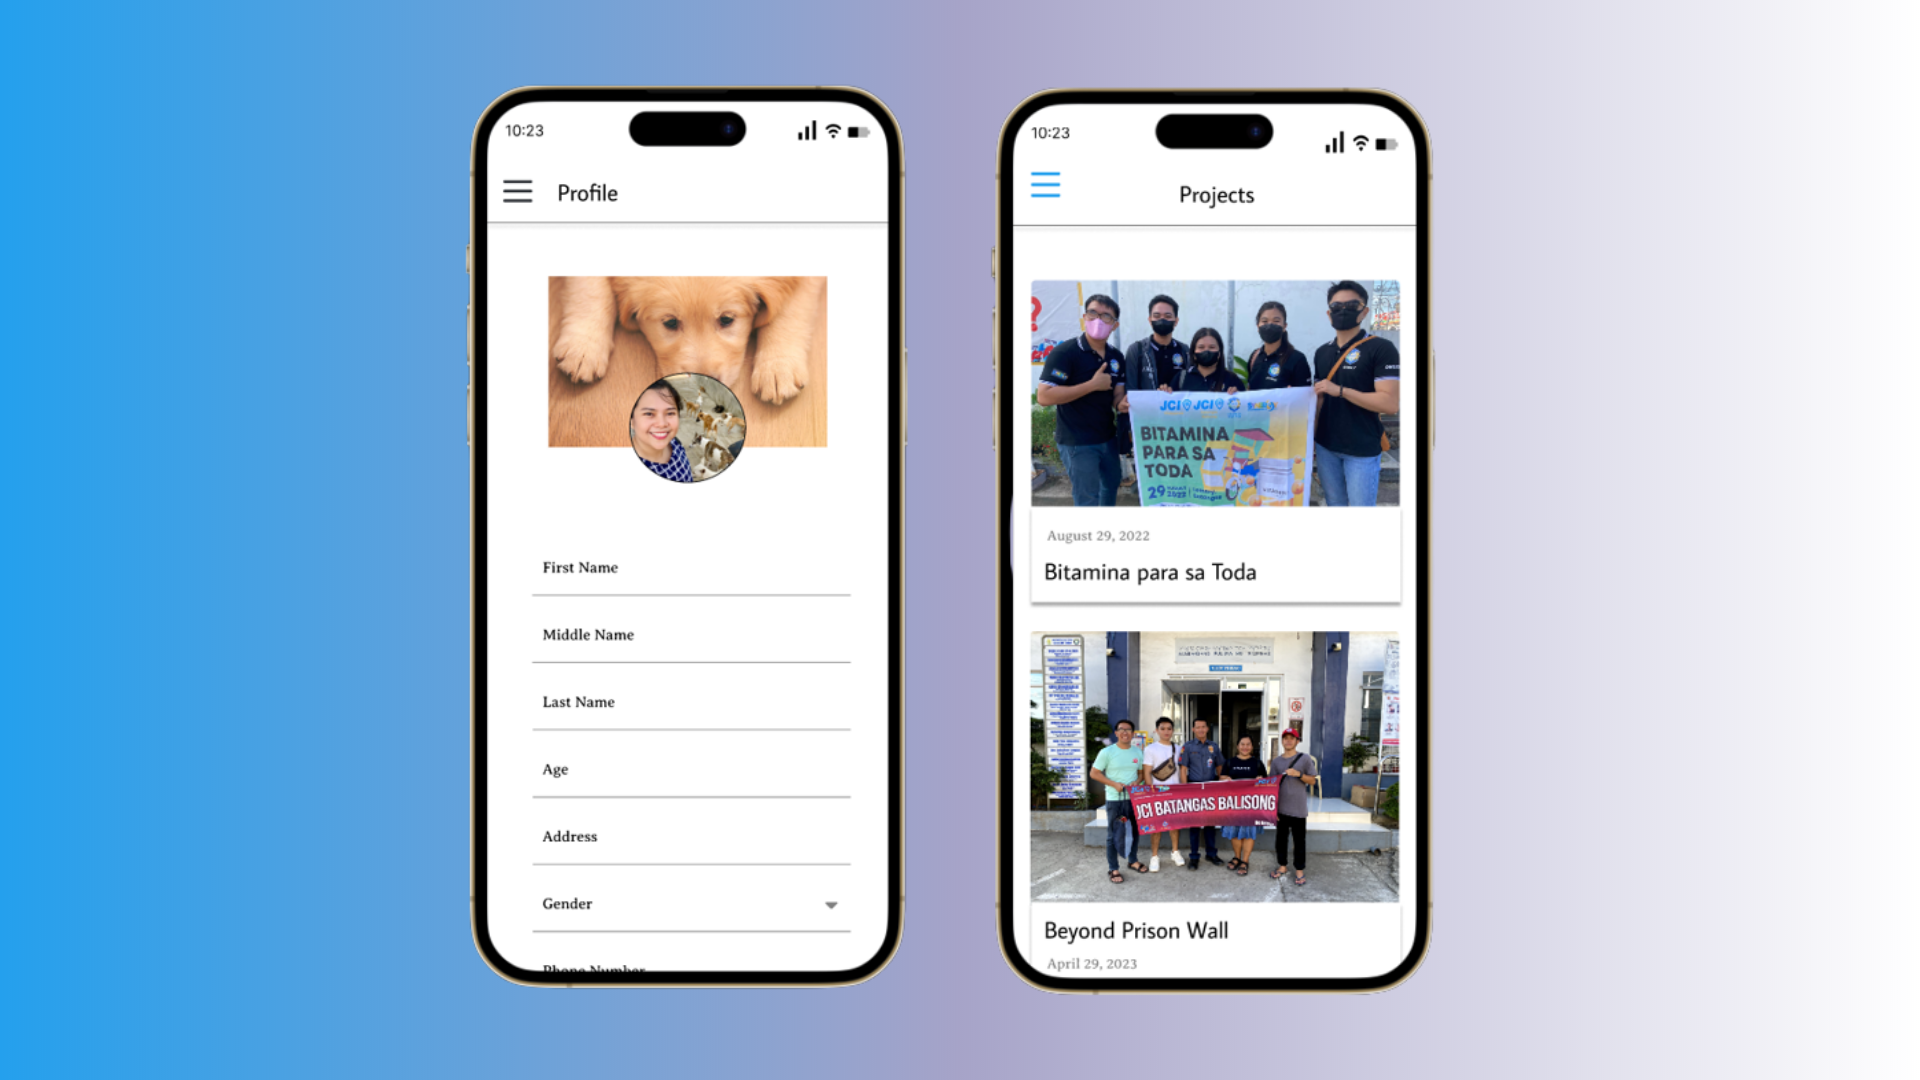 10:23
Profile
First Name
Middle Name
Last Name
Age
Address
Gender
Phone Number
10:23
Projects
JCI JCI
BITAMINA
PARA SA
TODA
29
August 29, 2022
Bitamina para sa Toda
JCI BATANGAS BALISONG
Beyond Prison Wall
April 29, 2023